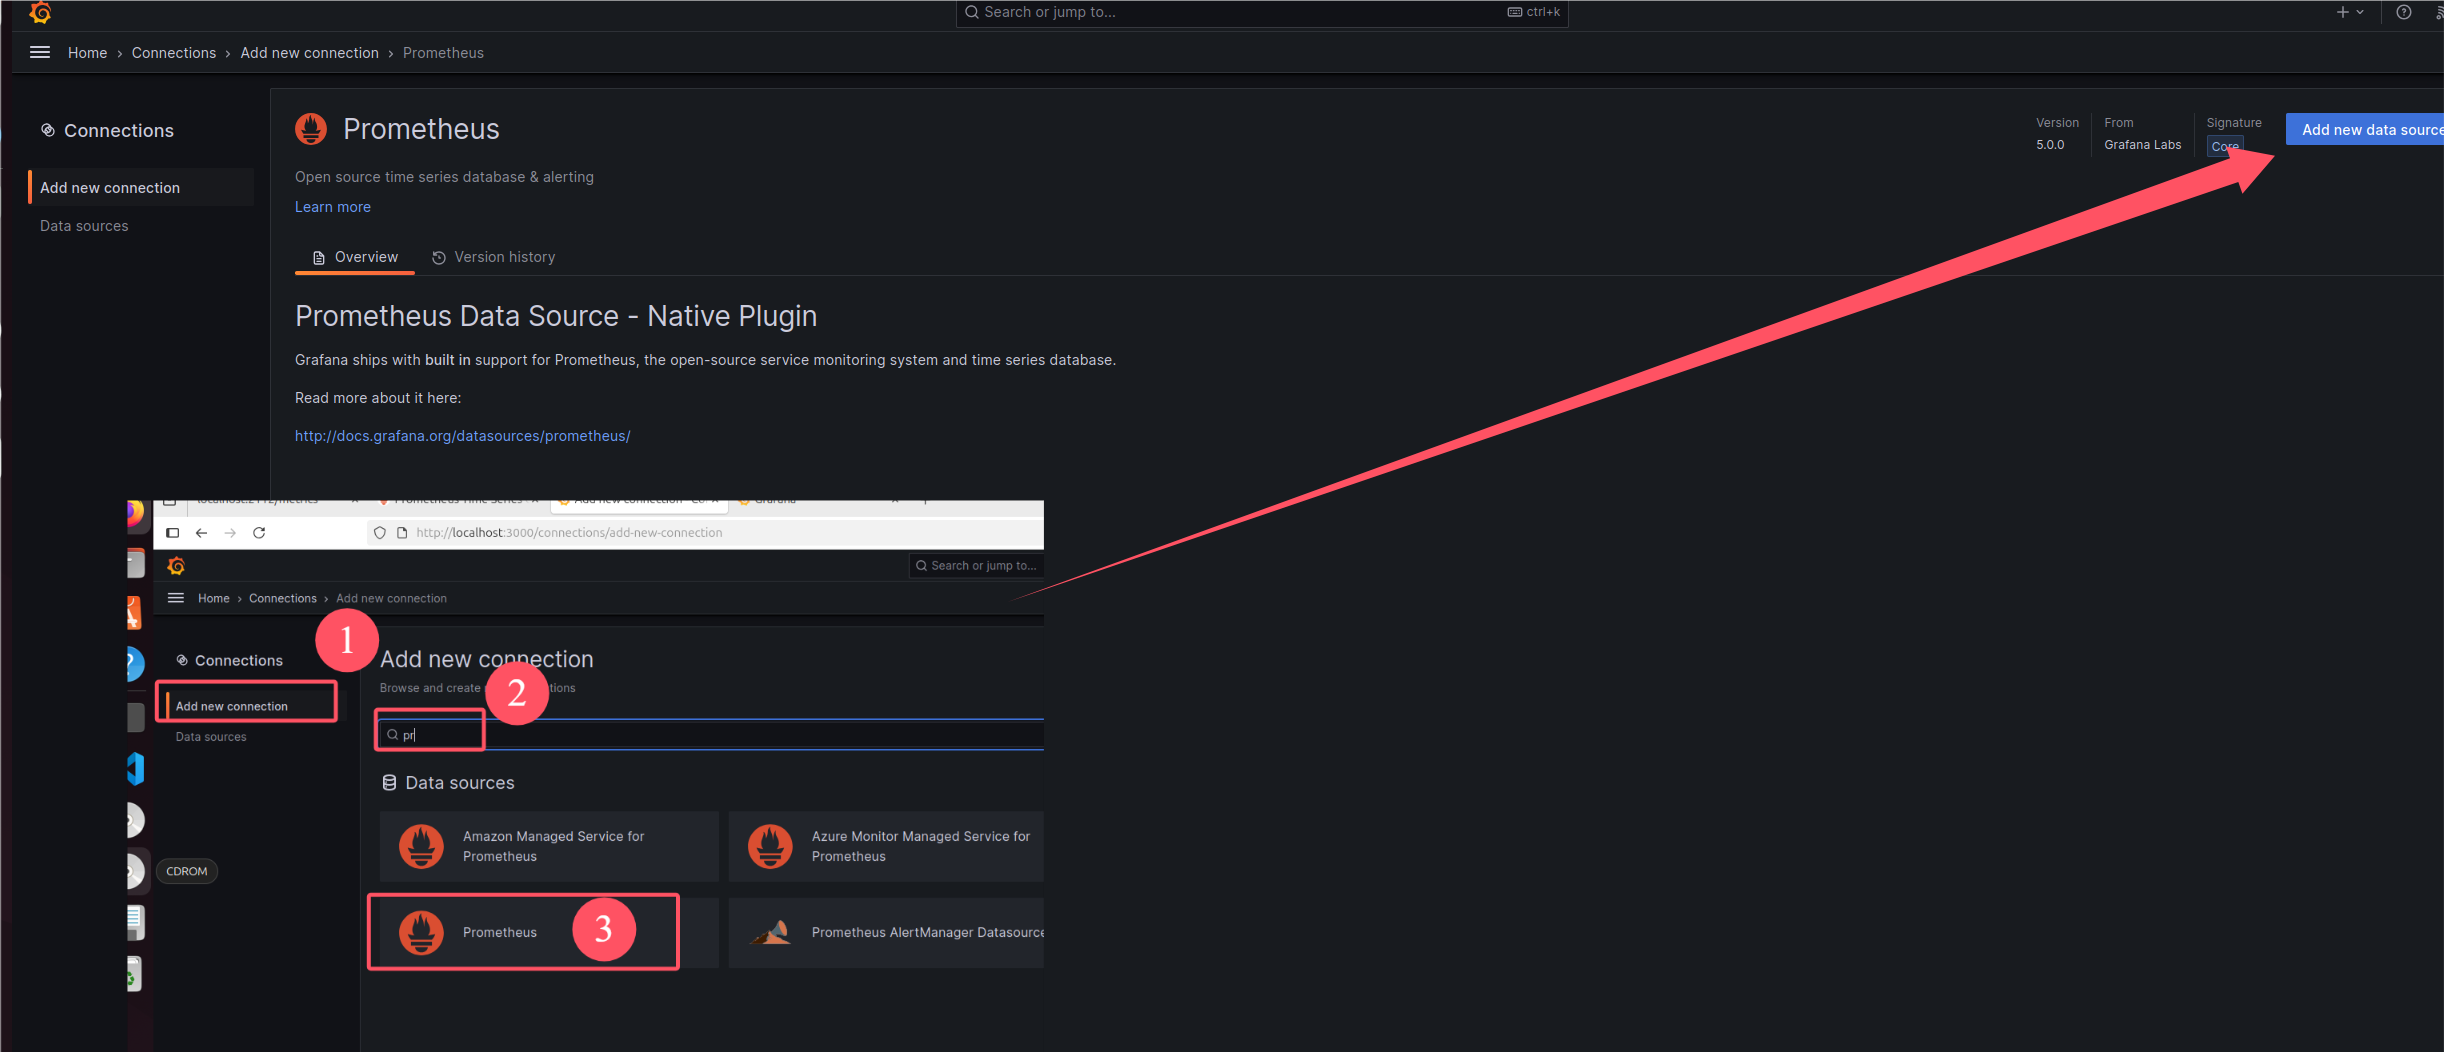 Search or jump to...
ctrl+k
Home › Connections › Add new connection › Prometheus
Connections
Add new connection
Data sources
Prometheus
Version
5.0.0
From
Grafana Labs
Signature
Core
Add new data source
Open source time series database & alerting
Learn more
Overview
Version history
Prometheus Data Source - Native Plugin
Grafana ships with built in support for Prometheus, the open-source service monitoring system and time series database.
Read more about it here:
http://docs.grafana.org/datasources/prometheus/
http://localhost:3000/connections/add-new-connection
Search or jump to...
Home › Connections › Add new connection
1
Connections
Add new connection
Data sources
Add new connection
Browse and create
2
pr
Data sources
Amazon Managed Service for
Prometheus
Azure Monitor Managed Service for
Prometheus
CDROM
Prometheus
3
Prometheus AlertManager Datasource